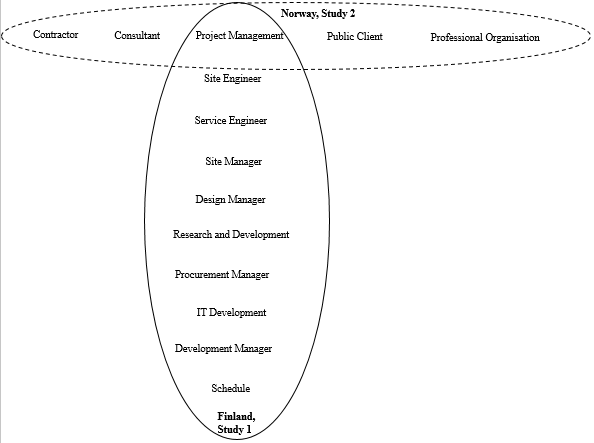 Norway, Study 2
Contractor Consultant Project Management Public Client Professional Organisation
Site Engineer
Service Engineer
Site Manager
Design Manager
Research and Development
Procurement Manager
IT Development
Development Manager
Schedule
Finland,
Study 1